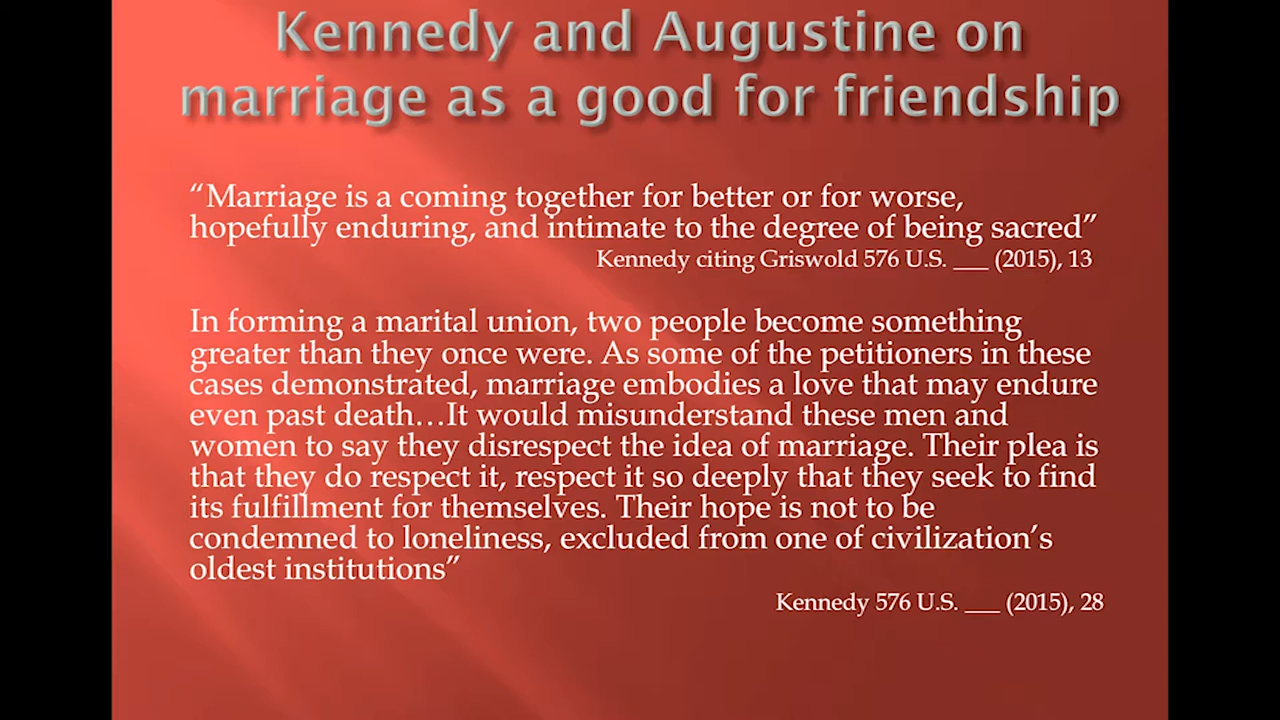 Kennedy and Augustine on
marriage as a good for friendship
“Marriage is a coming together for better or for worse,
hopefully enduring, and intimate to the degree of being sacred”
Kennedy citing Griswold 576 U.S. ___ (2015), 13
In forming a marital union, two people become something
greater than they once were. As some of the petitioners in these
cases demonstrated, marriage embodies a love that may endure
even past death…It would misunderstand these men and
women to say they disrespect the idea of marriage. Their plea is
that they do respect it, respect it so deeply that they seek to find
its fulfillment for themselves. Their hope is not to be
condemned to loneliness, excluded from one of civilization’s
oldest institutions”
Kennedy 576 U.S. ___ (2015), 28